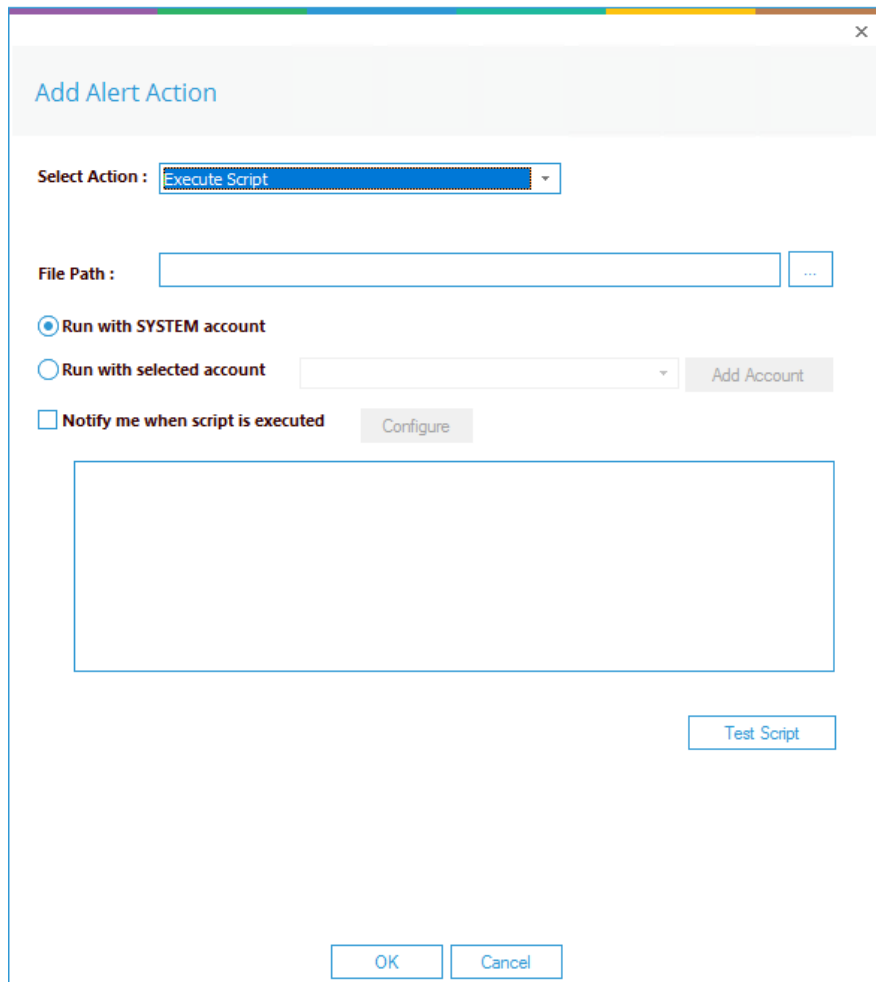 Add Alert Action
Select Action : Execute Script
File Path : ...
Run with SYSTEM account
Run with selected account Add Account
Notify me when script is executed Configure
Test Script
OK Cancel